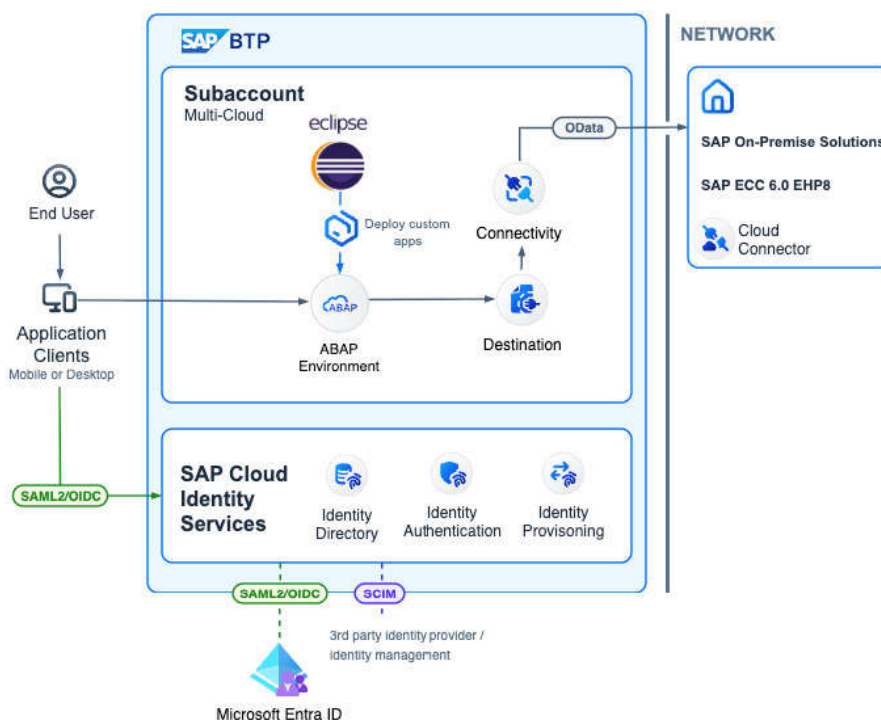 SAP BTP
NETWORK
Subaccount
Multi-Cloud
eclipse
OData
SAP On-Premise Solutions
SAP ECC 6.0 EHP8
Cloud
Connector
End User
Deploy custom
apps
Connectivity
ABAP
Application
Clients
Mobile or Desktop
ABAP
Environment
Destination
SAML2/OIDC
SAP Cloud
Identity
Services
Identity
Directory
Identity
Authentication
Identity
Provisoning
SAML2/OIDC
SCIM
3rd party identity provider /
identity management
Microsoft Entra ID